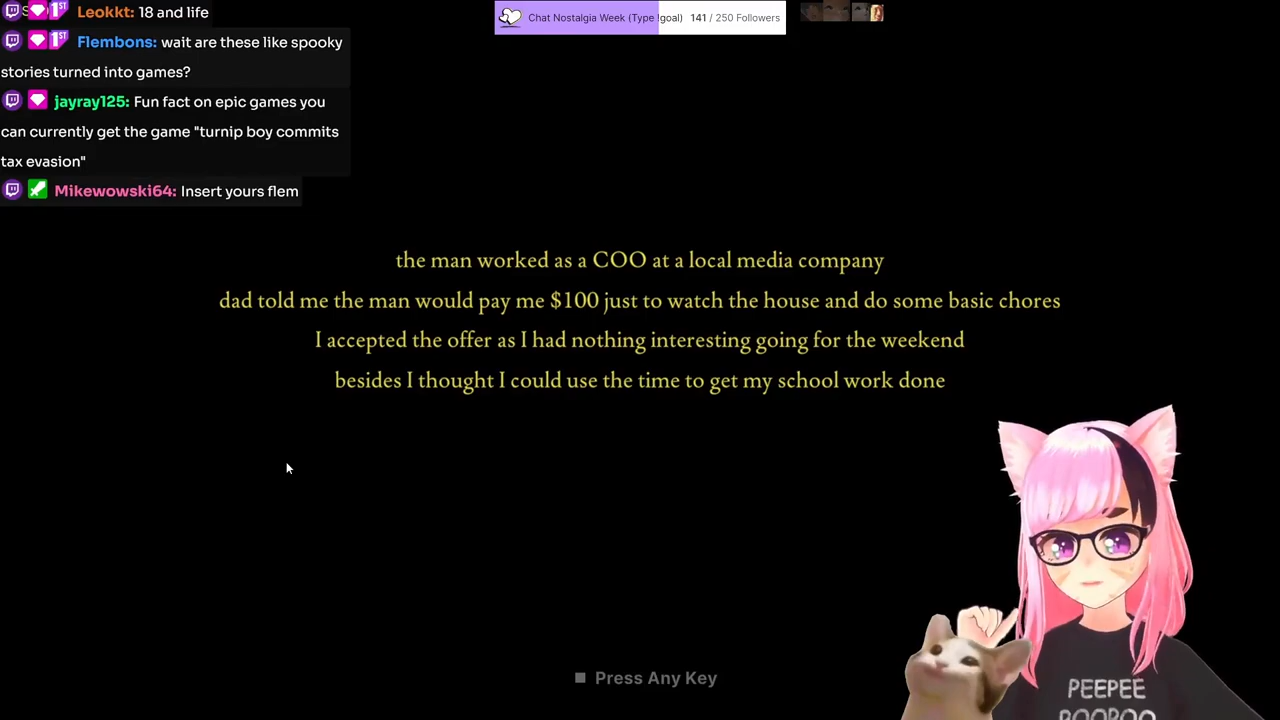 Leokkt: 18 and life
Flembons: wait are these like spooky
stories turned into games?
jayray125: Fun fact on epic games you
can currently get the game "turnip boy commits
tax evasion"
Mikewowski64: Insert yours flem
Chat Nostalgia Week (Type !goal) 141 / 250 Followers
the man worked as a COO at a local media company
dad told me the man would pay me $100 just to watch the house and do some basic chores
I accepted the offer as I had nothing interesting going for the weekend
besides I thought I could use the time to get my school work done
Press Any Key
PEEPEE
POOPOO